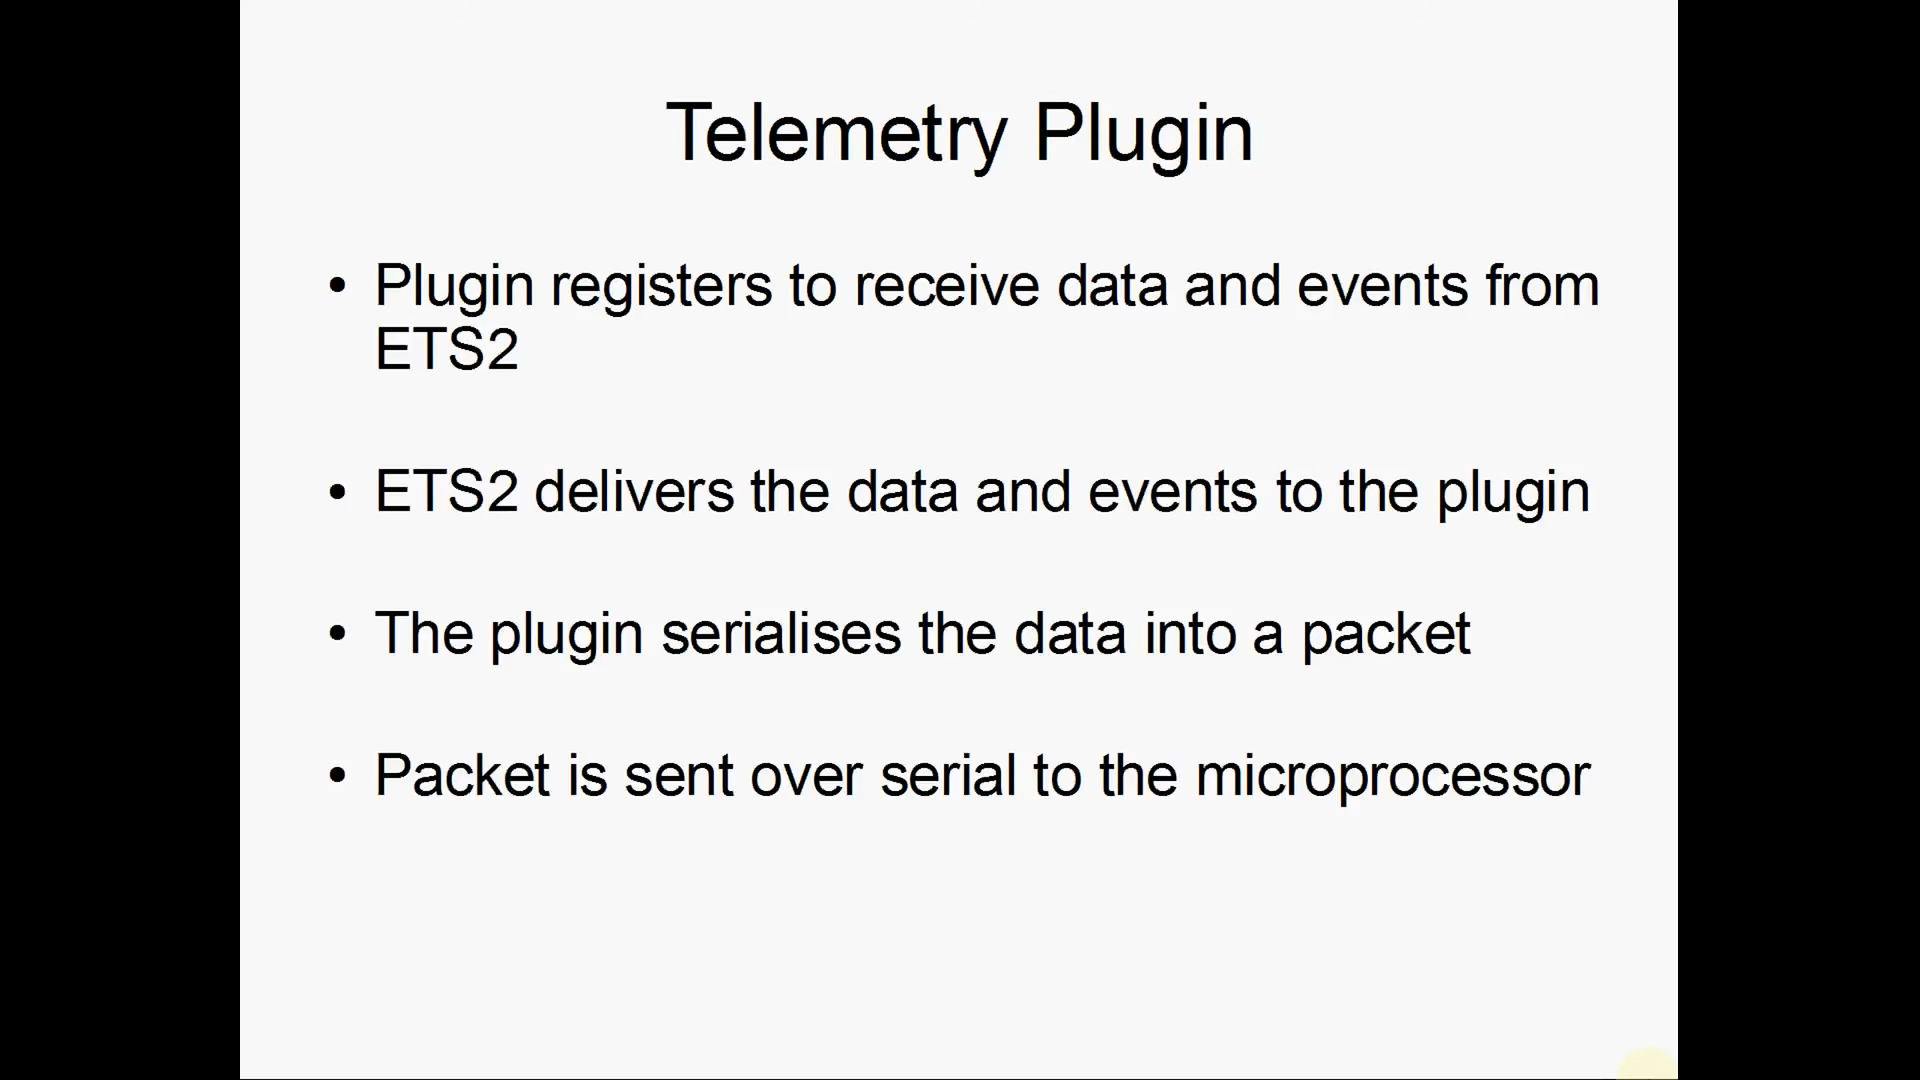 Telemetry Plugin
• Plugin registers to receive data and events from
ETS2
• ETS2 delivers the data and events to the plugin
• The plugin serialises the data into a packet
• Packet is sent over serial to the microprocessor